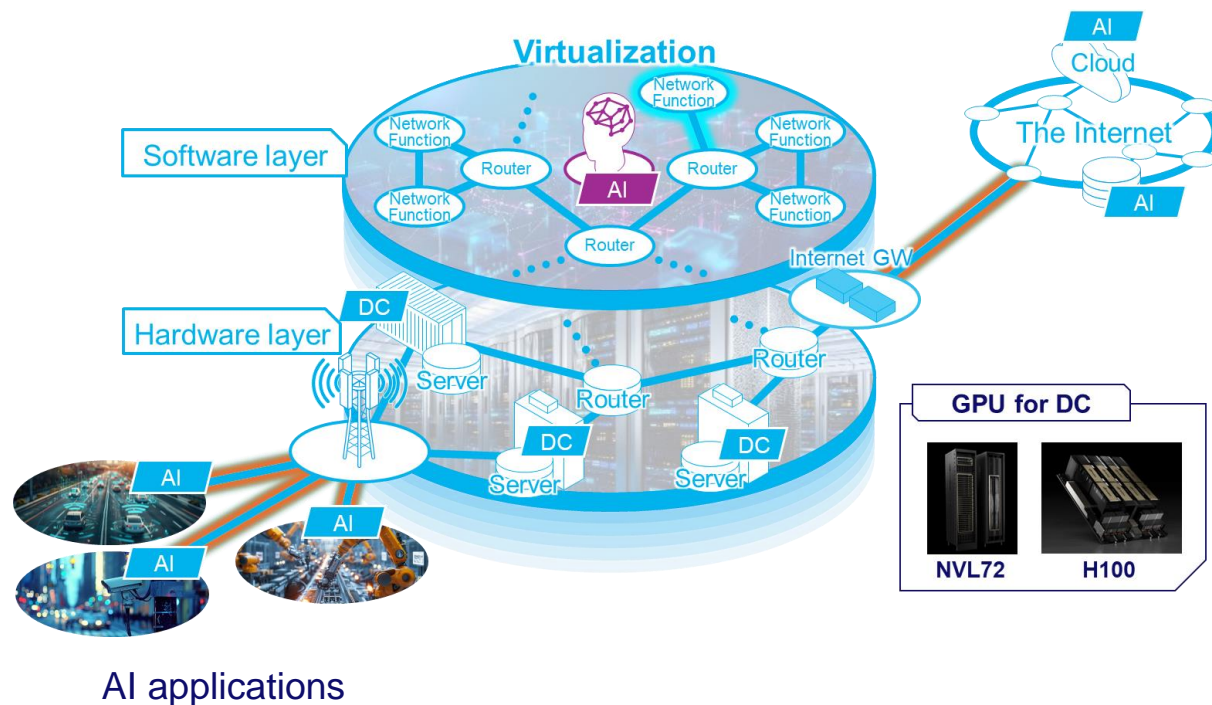 Virtualization
AI
Cloud
The Internet
AI
Software layer
Network
Function
Network
Function
Network
Function
Router
AI
Router
Network
Function
Network
Function
Router
Internet GW
Hardware layer
DC
Server
Router
Router
DC
Server
DC
Server
AI
AI
AI
GPU for DC
NVL72
H100
AI applications